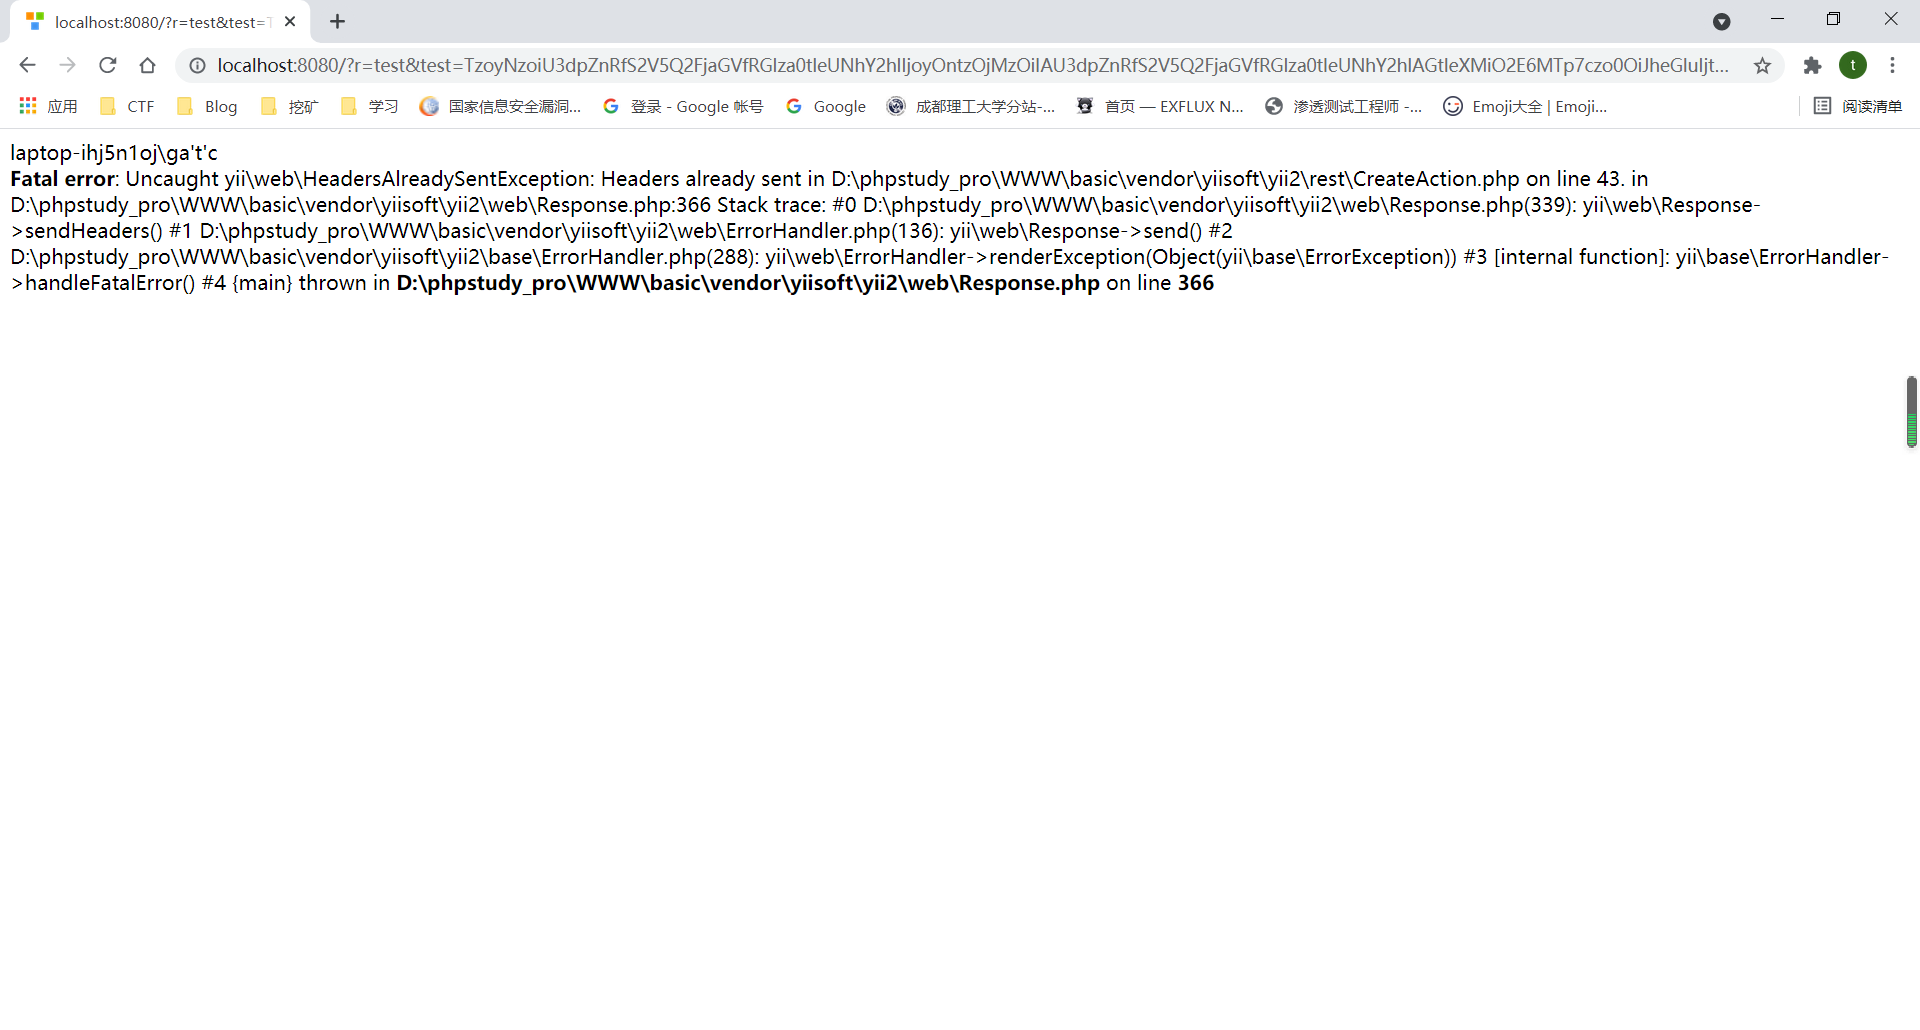 localhost:8080/?r=test&test=T
localhost:8080/?r=test&test=TzoyNzoiU3dpZnRfS2V5Q2FjaGVfRGlza0tleUNhY2hlIjoyOntzOjMzOiIAU3dpZnRfS2V5Q2FjaGVfRGlza0tleUNhY2hlAGtleXMiO2E6MTp7czo0OiJheGluIjt...
t
应用 CTF Blog 挖矿 学习 国家信息安全漏洞... 登录 - Google 帐号 Google 成都理工大学分站-... 首页 — EXFLUX N... 渗透测试工程师 -... Emoji大全 | Emoji... 阅读清单
laptop-ihj5n1oj\ga't'c
Fatal error: Uncaught yii\web\HeadersAlreadySentException: Headers already sent in D:\phpstudy_pro\WWW\basic\vendor\yiisoft\yii2\rest\CreateAction.php on line 43. in
D:\phpstudy_pro\WWW\basic\vendor\yiisoft\yii2\web\Response.php:366 Stack trace: #0 D:\phpstudy_pro\WWW\basic\vendor\yiisoft\yii2\web\Response.php(339): yii\web\Response-
>sendHeaders() #1 D:\phpstudy_pro\WWW\basic\vendor\yiisoft\yii2\web\ErrorHandler.php(136): yii\web\Response->send() #2
D:\phpstudy_pro\WWW\basic\vendor\yiisoft\yii2\base\ErrorHandler.php(288): yii\web\ErrorHandler->renderException(Object(yii\base\ErrorException)) #3 [internal function]: yii\base\ErrorHandler-
>handleFatalError() #4 {main} thrown in D:\phpstudy_pro\WWW\basic\vendor\yiisoft\yii2\web\Response.php on line 366